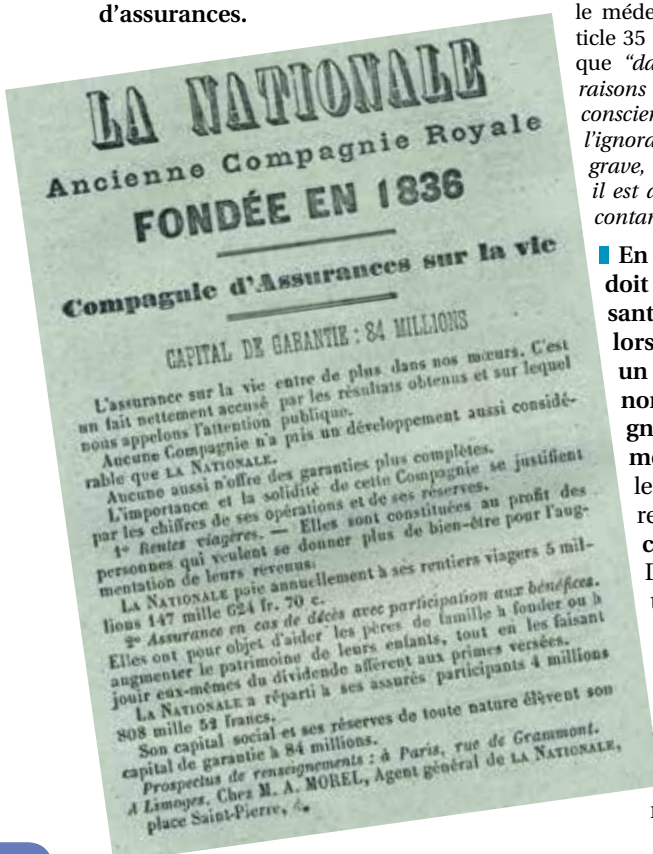 d'assurances.
LA NATIONALE
Ancienne Compagnie Royale
FONDÉE EN 1836
Compagnie d'Assurances sur la vie
CAPITAL DE GARANTIE : 84 MILLIONS
L'assurance sur la vie entre de plus dans nos mœurs. C'est
un fait nettement accusé par les résultats obtenus et sur lequel
nous appelons l'attention publique.
Aucune Compagnie n'a pris un développement aussi considé-
rable que LA NATIONALE.
Aucune aussi n'offre des garanties plus complètes.
L'importance et la solidité de cette Compagnie se justifient
par les chiffres de ses opérations et de ses réserves.
1º Rentes viagères. — Elles sont constituées au profit des
personnes qui veulent se donner plus de bien-être pour l'aug-
mentation de leurs revenus.
LA NATIONALE paie annuellement à ses rentiers viagers 5 mil-
lions 147 mille 624 fr. 70 c.
2º Assurance en cas de décès avec participation aux bénéfices.
Elles ont pour objet d'aider les pères de famille à fonder ou à
augmenter le patrimoine de leurs enfants, tout en les faisant
jouir eux-mêmes du dividende afférent aux primes versées.
LA NATIONALE a réparti à ses assurés participants 4 millions
808 mille 52 francs.
Son capital social et ses réserves de toute nature élèvent son
capital de garantie à 84 millions.
Prospectus de renseignements : à Paris, rue de Grammont.
A Limoges, Chez M. A. MOREL, Agent général de LA NATIONALE,
place Saint-Pierre,
le méde
ticle 35
que "da
raisons
conscien
l'ignora
grave,
il est d
contan
En
doit
sant
lors
un
non
gn
me
le
re
c
D